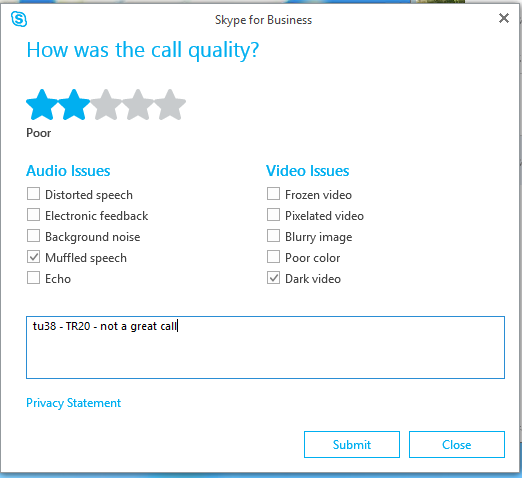 Skype for Business
How was the call quality?
Poor
Audio Issues
Distorted speech
Electronic feedback
Background noise
Muffled speech
Echo
Video Issues
Frozen video
Pixelated video
Blurry image
Poor color
Dark video
tu38 - TR20 - not a great call
Privacy Statement
Submit
Close